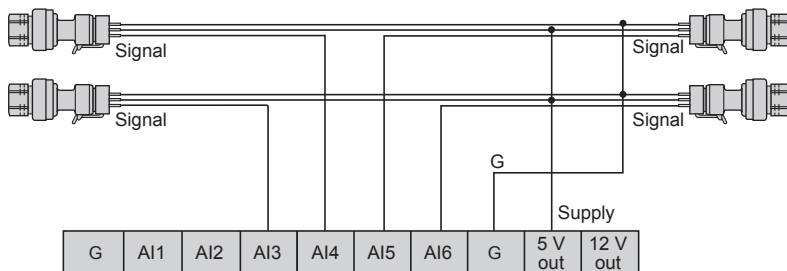 Signal
Signal
Signal
Signal
G
Supply
G AI1 AI2 AI3 AI4 AI5 AI6 G 5 V out 12 V out